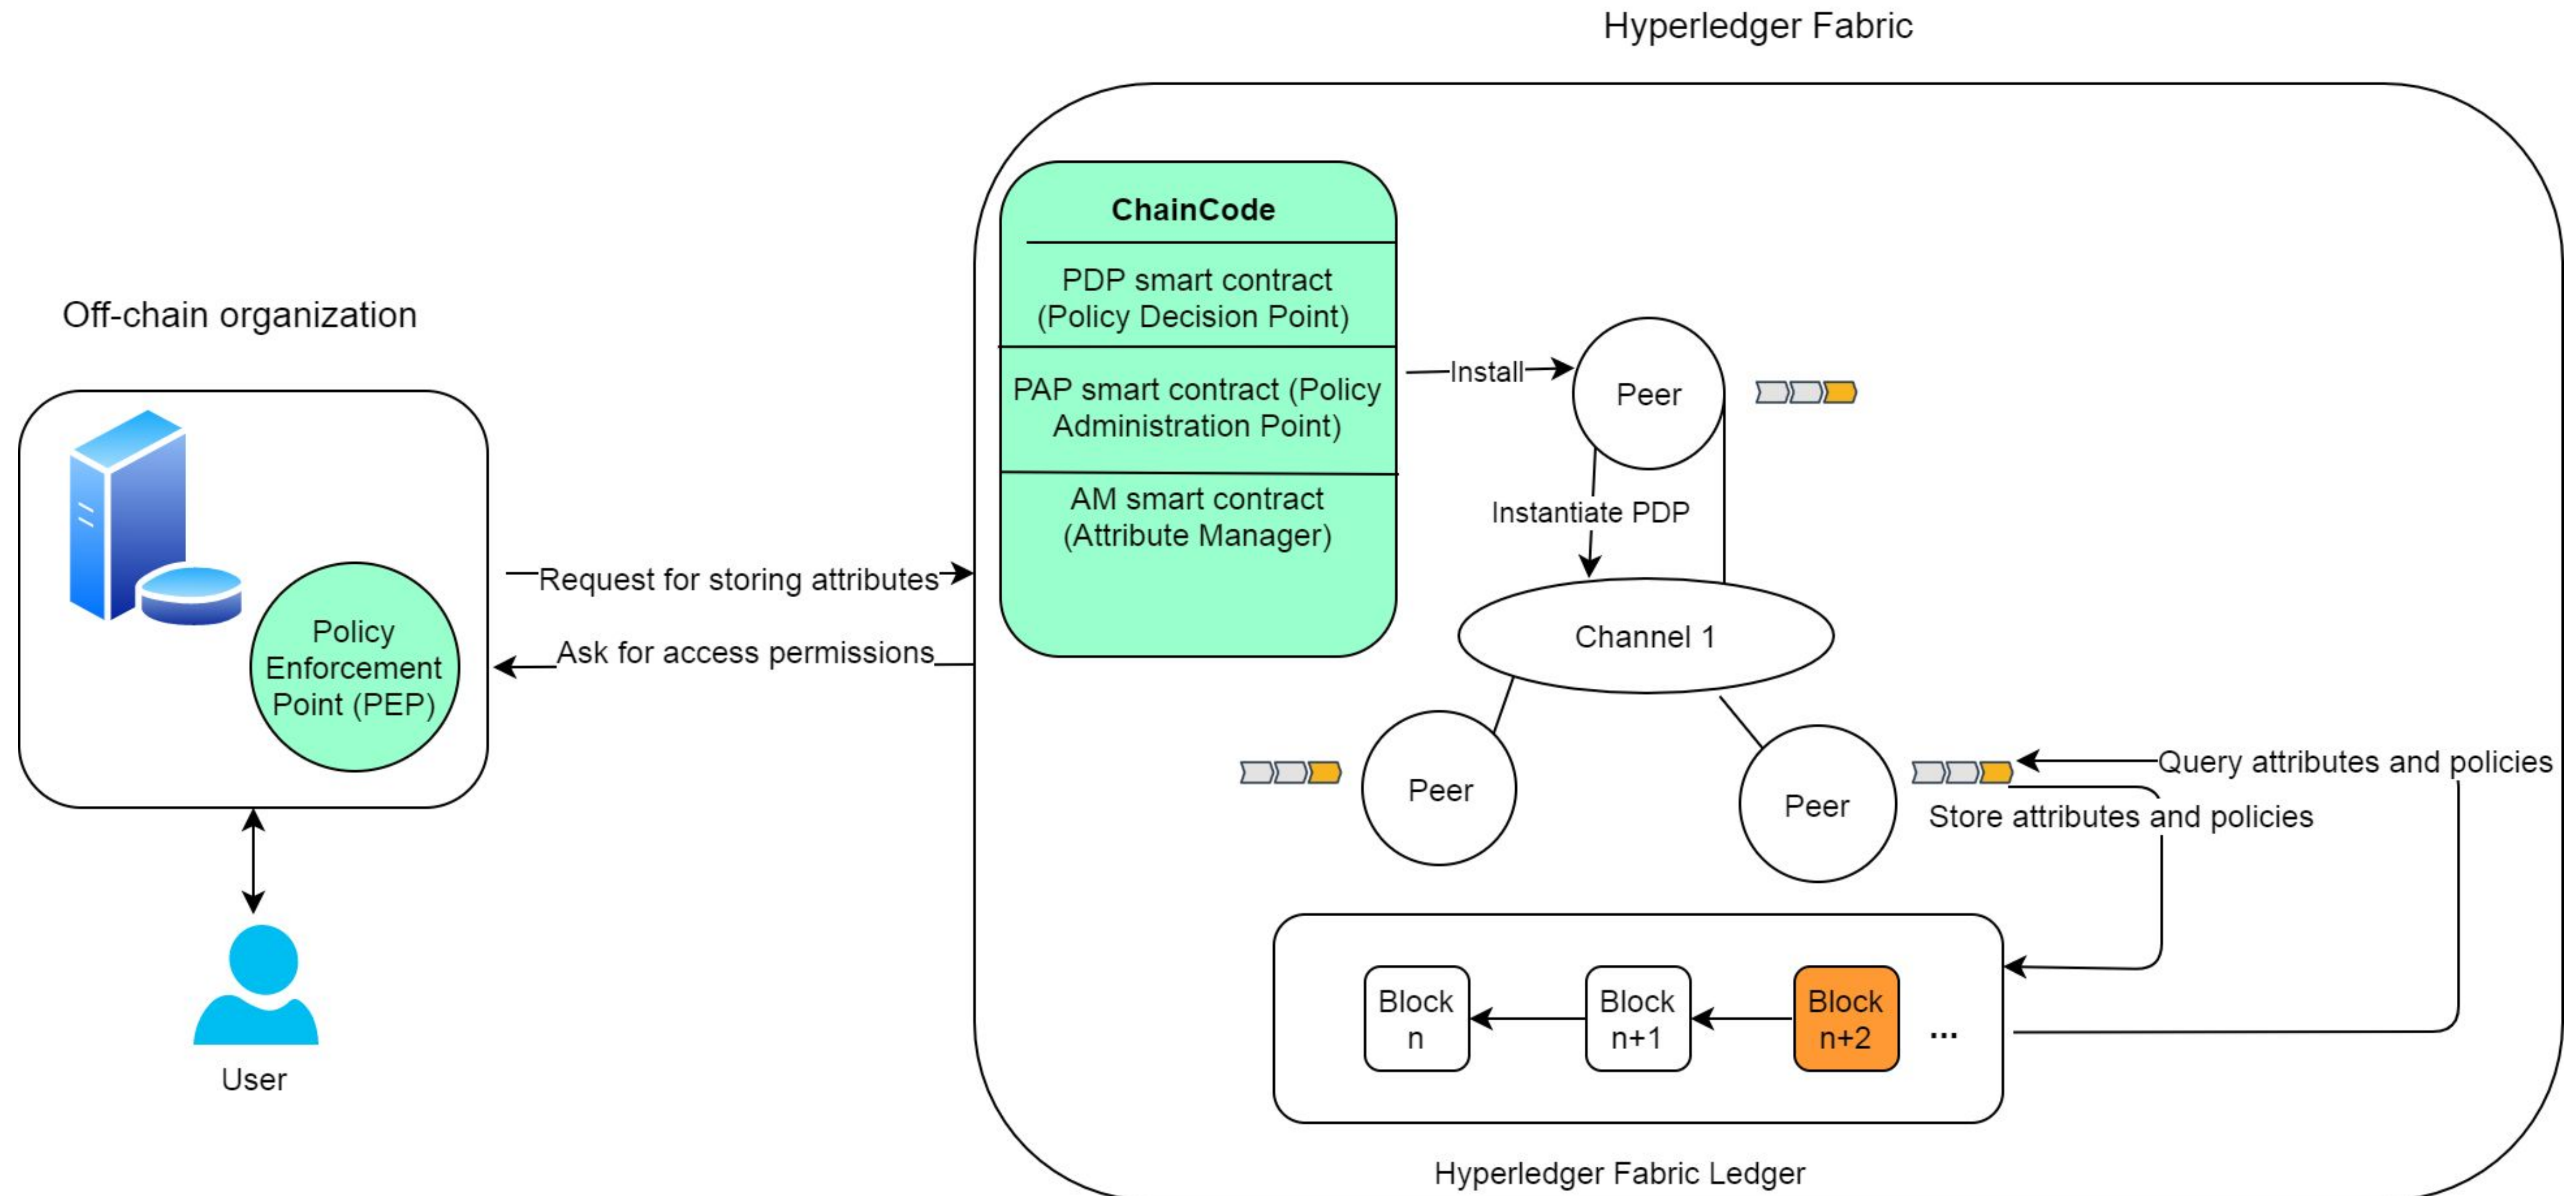 Hyperledger Fabric
ChainCode
PDP smart contract
(Policy Decision Point)
PAP smart contract (Policy
Administration Point)
AM smart contract
(Attribute Manager)
Off-chain organization
Policy
Enforcement
Point (PEP)
User
Request for storing attributes
Ask for access permissions
Install
Peer
Instantiate PDP
Channel 1
Peer
Peer
Query attributes and policies
Store attributes and policies
Block
n
Block
n+1
Block
n+2
...
Hyperledger Fabric Ledger